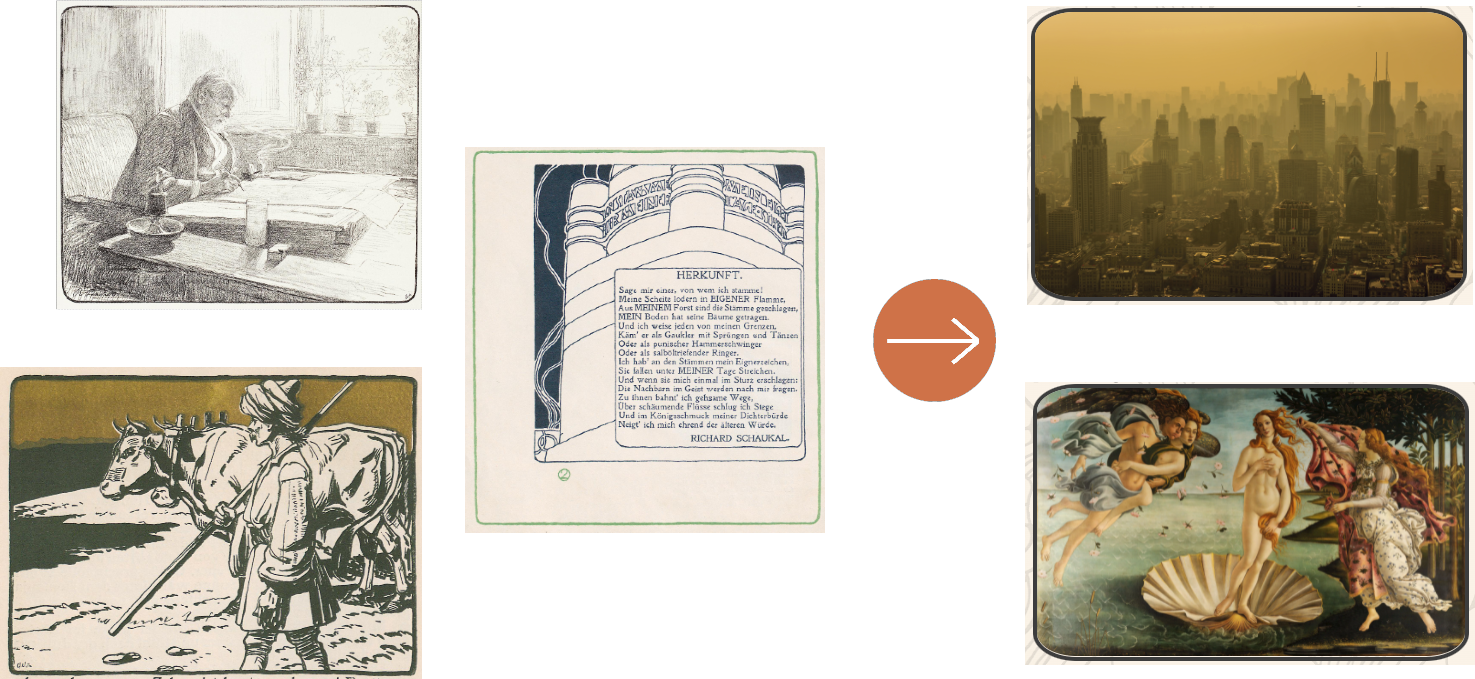 HERKUNFT.
Sage mir einer, von wem ich stamme!
Meine Scheite lodern in EIGENER Flamme,
Aus MEINEM Forst sind die Stämme geschlagen,
MEIN Boden hat seine Bäume getragen.
Und ich weise jeden von meinen Grenzen,
Käm' er als Gaukler mit Sprüngen und Tänzen
Oder als punischer Hammerschwinger
Oder als salböltriefender Ringer.
Ich hab' an den Stämmen mein Eignerzeichen,
Sie fallen unter MEINER Tage Streichen.
Und wenn sie mich einmal im Sturz erschlagen:
Die Nachbarn im Geist werden nach mir fragen.
Zu ihnen bahnt' ich gehsame Wege,
Über schäumende Flüsse schlug ich Stege
Und im Königsschmuck meiner Dichterbürde
Neigt' ich mich ehrend der älteren Würde.
RICHARD SCHAUKAL.
2